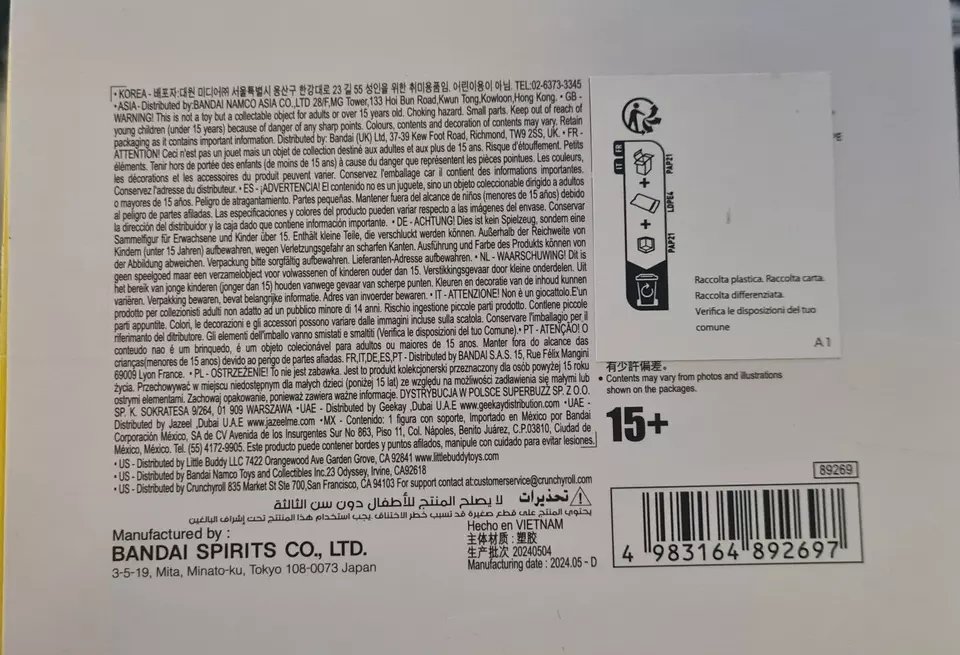 • KOREA - 배포자:대원 미디어㈜ 서울특별시 용산구 한강대로 23 길 55 성인을 위한 취미용품임. 어린이용이 아님. TEL:02-6373-3345
• ASIA - Distributed by:BANDAI NAMCO ASIA CO.,LTD 28/F,MG Tower,133 Hoi Bun Road,Kwun Tong,Kowloon,Hong Kong. • GB -
WARNING! This is not a toy but a collectable object for adults or over 15 years old. Choking hazard. Small parts. Keep out of reach of
young children (under 15 years) because of danger of any sharp points. Colours, contents and decoration of contents may vary. Retain
packaging as it contains important information. Distributed by: Bandai (UK) Ltd, 37-39 Kew Foot Road, Richmond, TW9 2SS, UK. • FR -
ATTENTION! Ceci n'est pas un jouet mais un objet de collection destiné aux adultes et aux plus de 15 ans. Risque d'étouffement. Petits
éléments. Tenir hors de portée des enfants (de moins de 15 ans) à cause du danger que représentent les pièces pointues. Les couleurs,
les décorations et les accessoires du produit peuvent varier. Conservez l'emballage car il contient des informations importantes.
Conservez l'adresse du distributeur. • ES - ¡ADVERTENCIA! El contenido no es un juguete, sino un objeto coleccionable dirigido a adultos
o mayores de 15 años. Peligro de atragantamiento. Partes pequeñas. Mantener fuera del alcance de niños (menores de 15 años) debido
al peligro de partes afiladas. Las especificaciones y colores del producto pueden variar respecto a las imágenes del envase. Conservar
la dirección del distribuidor y la caja dado que contiene información importante. • DE - ACHTUNG! Dies ist kein Spielzeug, sondern eine
Sammelfigur für Erwachsene und Kinder über 15. Enthält kleine Teile, die verschluckt werden können. Außerhalb der Reichweite von
Kindern (unter 15 Jahren) aufbewahren, wegen Verletzungsgefahr an scharfen Kanten. Ausführung und Farbe des Produkts können von
der Abbildung abweichen. Verpackung bitte sorgfältig aufbewahren. Lieferanten-Adresse aufbewahren. • NL - WAARSCHUWING! Dit is
geen speelgoed maar een verzamelobject voor volwassenen of kinderen ouder dan 15. Verstikkingsgevaar door kleine onderdelen. Uit
het bereik van jonge kinderen (jonger dan 15) houden vanwege gevaar van scherpe punten. Kleuren en decoratie van de inhoud kunnen
variëren. Verpakking bewaren, bevat belangrijke informatie. Adres van invoerder bewaren. • IT - ATTENZIONE! Non è un giocattolo.E'un
prodotto per collezionisti adulti non adatto ad un pubblico minore di 14 anni. Rischio ingestione piccole parti prodotto. Contiene piccole
parti appuntite. Colori, le decorazioni e gli accessori possono variare dalle immagini incluse sulla scatola. Conservare l'imballaggio per il
riferimanto del ditributore. Gli elementi dell'imballo vanno smistati e smaltiti (Verifica le disposizioni del tuo Comune).• PT - ATENÇÃO! O
conteudo nao é um brinquedo, é um objeto colecionável para adultos ou maiores de 15 anos. Manter fora do alcance das
crianças(menores de 15 anos) devido ao perigo de partes afiadas. FR,IT,DE,ES,PT - Distributed by BANDAI S.A.S. 15, Rue Félix Mangini
69009 Lyon France. • PL - OSTRZEŻENIE! To nie jest zabawka. Jest to produkt kolekcjonerski przeznaczony dla osób powyżej 15 roku
życia. Przechowywać w miejscu niedostępnym dla małych dzieci (poniżej 15 lat) ze względu na możliwości zadławienia się małymi lub
ostrymi elementami. Zachowaj opakowanie, ponieważ zawiera ważne informacje. DYSTRYBUCJA W POLSCE SUPERBUZZ SP. Z O.O.
SP. K. SOKRATESA 9/264, 01 909 WARSZAWA • UAE - Distributed by Geekay ,Dubai U.A.E www.geekaydistribution.com • UAE -
Distributed by Jazeel ,Dubai U.A.E www.jazeelme.com • MX - Contenido: 1 figura con soporte, Importado en México por Bandai
Corporación México, SA de CV Avenida de los Insurgentes Sur No 863, Piso 11, Col. Nápoles, Benito Juárez, C.P.03810, Ciudad de
México, México. Tel. (55) 4172-9905. Este producto puede contener bordes y puntos afilados, manipule con cuidado para evitar lesiones.
• US - Distributed by Little Buddy LLC 7422 Orangewood Ave Garden Grove, CA 92841 www.littlebuddytoys.com
• US - Distributed by Bandai Namco Toys and Collectibles Inc.23 Odyssey, Irvine, CA92618
• US - Distributed by Crunchyroll 835 Market St Ste 700,San Francisco, CA 94103 For support contact at:customerservice@crunchyroll.com
تحذيرات لا يصلح المنتج للأطفال دون سن الثالثة
يحتوي المنتج على قطع صغيرة قد تسبب خطر الاختناق. يجب استخدام هذا المنتج تحت إشراف البالغين
Manufactured by :
BANDAI SPIRITS CO., LTD.
3-5-19, Mita, Minato-ku, Tokyo 108-0073 Japan
Hecho en VIETNAM
主体材质 : 塑胶
生产批次 20240504
Manufacturing date : 2024.05 - D
IT FR
PAP21
+
LDPE4
+
PAP21
Raccolta plastica. Raccolta carta.
Raccolta differenziata.
Verifica le disposizioni del tuo
comune
A1
有少許偏差。
• Contents may vary from photos and illustrations
shown on the packages.
15+
89269
4 983164 892697